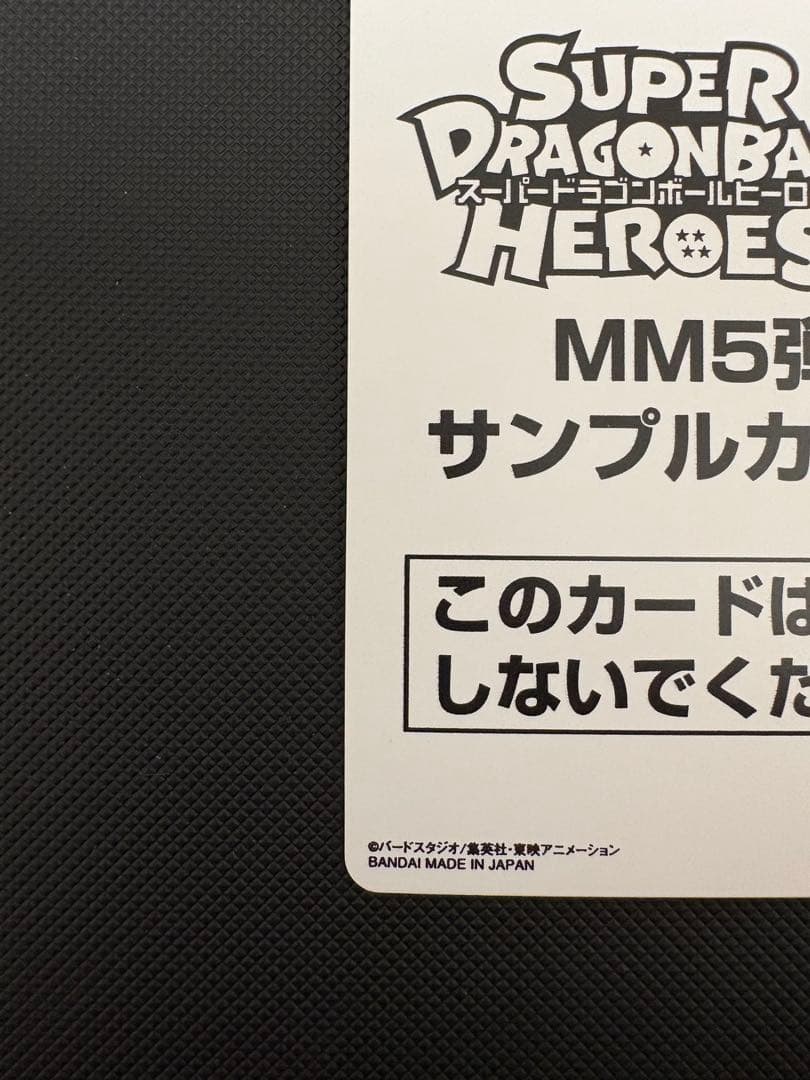 SUPER
DRAGONBA
スーパードラゴンボールヒーロ
HEROES
MM5弾
サンプルカ
このカードは
しないでくだ
©バードスタジオ/集英社・東映アニメーション
BANDAI MADE IN JAPAN